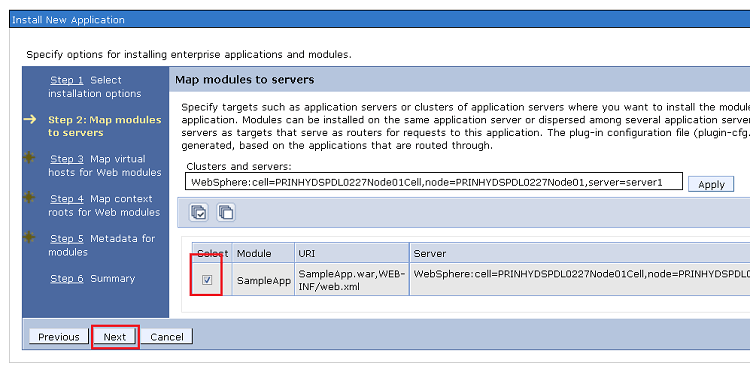 Install New Application
Specify options for installing enterprise applications and modules.
Step 1 Select
installation options
Step 2: Map modules
to servers
Step 3 Map virtual
hosts for Web modules
Step 4 Map context
roots for Web modules
Step 5 Metadata for
modules
Step 6 Summary
Map modules to servers
Specify targets such as application servers or clusters of application servers where you want to install the module
application. Modules can be installed on the same application server or dispersed among several application server
servers as targets that serve as routers for requests to this application. The plug-in configuration file (plugin-cfg.
generated, based on the applications that are routed through.
Clusters and servers:
WebSphere:cell=PRINHYDSPDL0227Node01Cell,node=PRINHYDSPDL0227Node01,server=server1
Apply
Select Module URI Server
SampleApp SampleApp.war,WEB- WebSphere:cell=PRINHYDSPDL0227Node01Cell,node=PRINHYDSPDL0
INF/web.xml
Previous Next Cancel